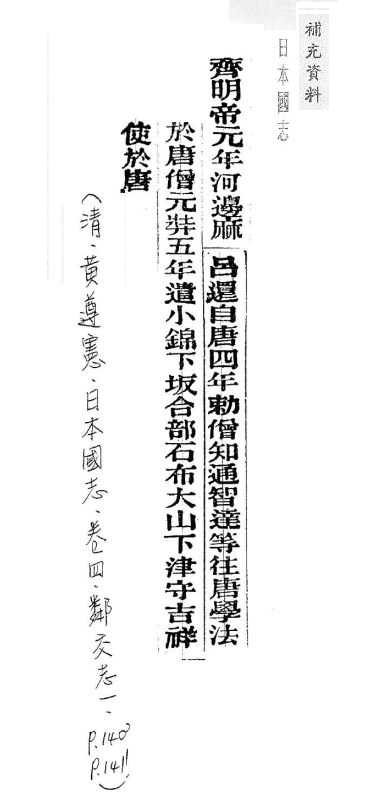 補充資料
日本國志
齊明帝元年河邊麻呂還自唐四年勅僧知通智達等往唐學法
於唐僧元弉五年遣小錦下坂合部石布大山下津守吉祥
使於唐
(清、黃遵憲、日本國志、卷四、鄰交志一、
P.140
P.141)